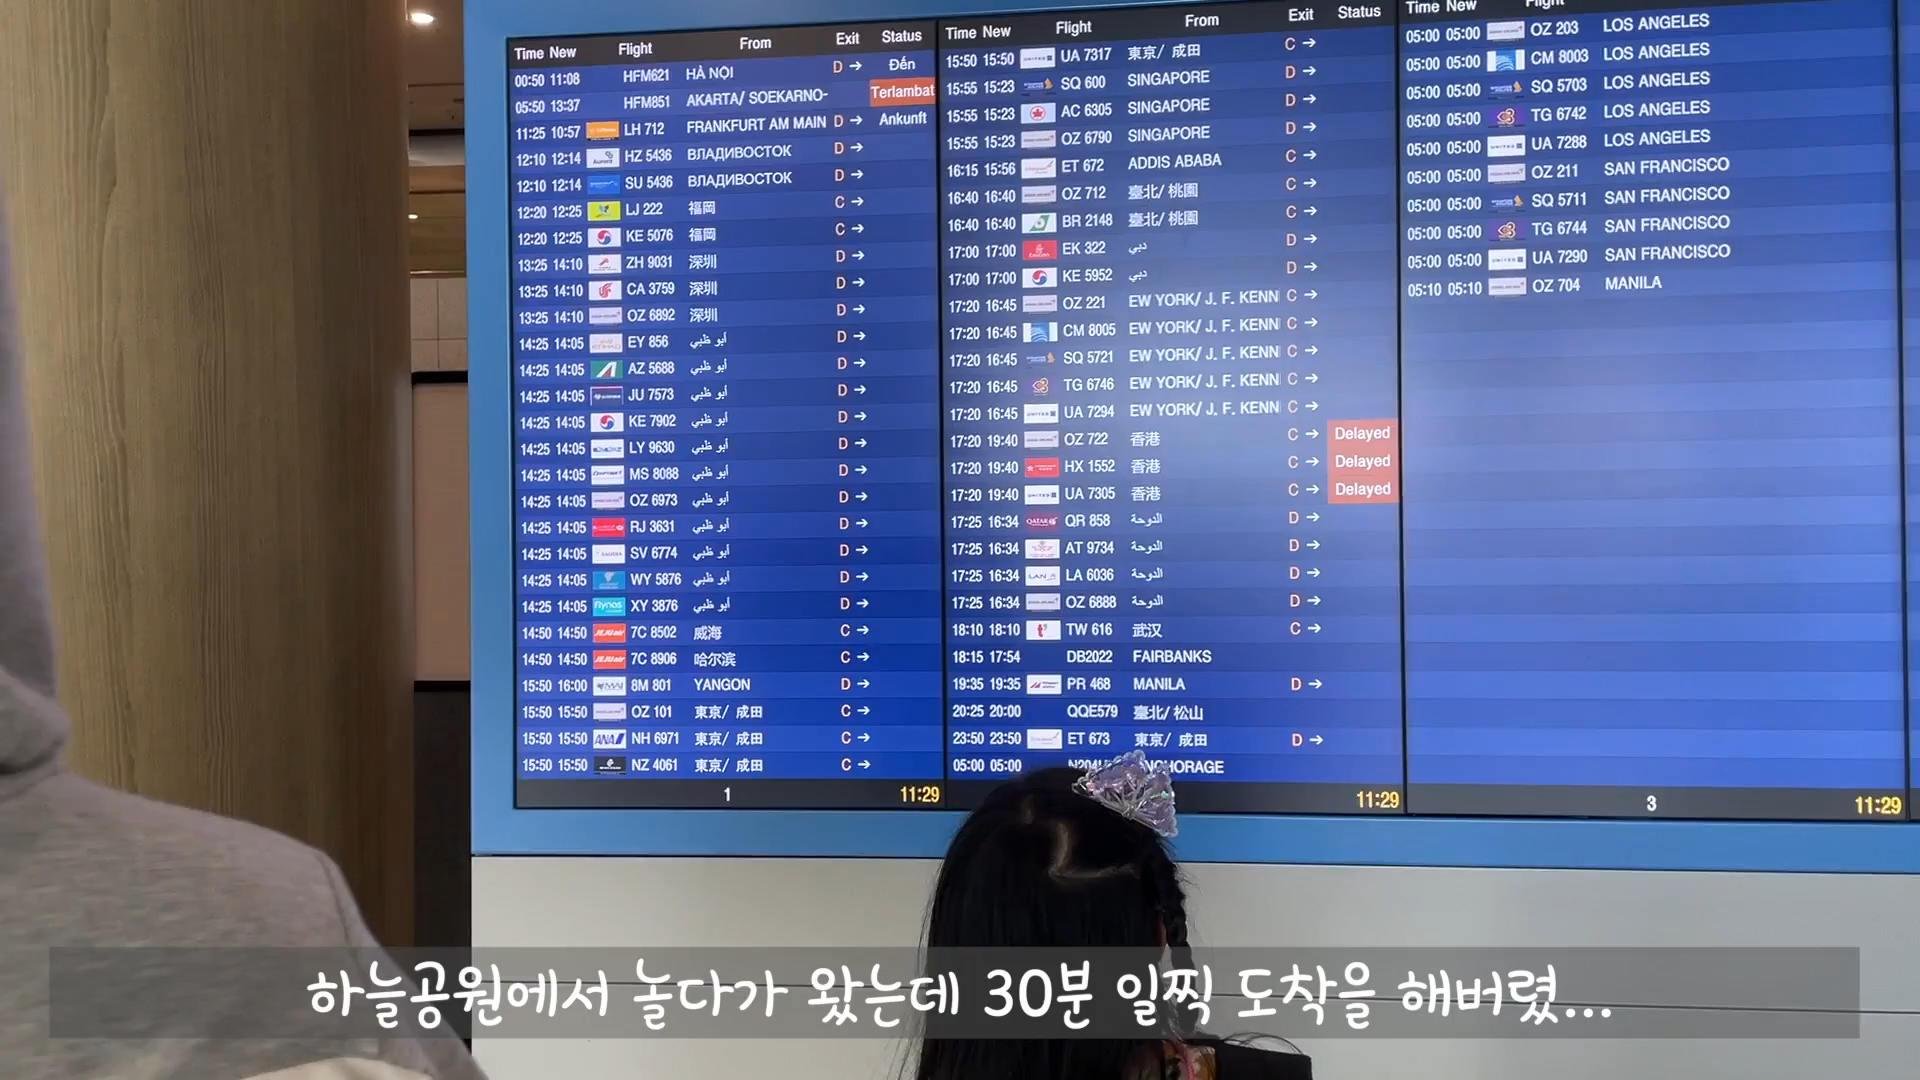 Time New Flight From Exit Status
00:50 11:08 HFM621 HÀ NỘI D → Đến
05:50 13:37 HFM851 AKARTA/ SOEKARNO- Terlambat
11:25 10:57 LH 712 FRANKFURT AM MAIN D → Ankunft
12:10 12:14 Aurora HZ 5436 ВЛАДИВОСТОК D →
12:10 12:14 SU 5436 ВЛАДИВОСТОК D →
12:20 12:25 LJ 222 福岡 C →
12:20 12:25 KE 5076 福岡 C →
13:25 14:10 ZH 9031 深圳 D →
13:25 14:10 CA 3759 深圳 D →
13:25 14:10 OZ 6892 深圳 D →
14:25 14:05 ETIHAD EY 856 أبو ظبي D →
14:25 14:05 AZ 5688 أبو ظبي D →
14:25 14:05 JU 7573 أبو ظبي D →
14:25 14:05 KE 7902 أبو ظبي D →
14:25 14:05 LY 9630 أبو ظبي D →
14:25 14:05 MS 8088 أبو ظبي D →
14:25 14:05 OZ 6973 أبو ظبي D →
14:25 14:05 RJ 3631 أبو ظبي D →
14:25 14:05 SV 6774 أبو ظبي D →
14:25 14:05 WY 5876 أبو ظبي D →
14:25 14:05 flynas XY 3876 أبو ظبي D →
14:50 14:50 JEJUair 7C 8502 威海 C →
14:50 14:50 JEJUair 7C 8906 哈尔滨 C →
15:50 16:00 MAI 8M 801 YANGON D →
15:50 15:50 OZ 101 東京/ 成田 C →
15:50 15:50 ANA NH 6971 東京/ 成田 C →
15:50 15:50 NZ 4061 東京/ 成田 C →
1 11:29
Time New Flight From Exit Status
15:50 15:50 UNITED UA 7317 東京/ 成田 C →
15:55 15:23 SQ 600 SINGAPORE D →
15:55 15:23 AC 6305 SINGAPORE D →
15:55 15:23 OZ 6790 SINGAPORE D →
16:15 15:56 ET 672 ADDIS ABABA C →
16:40 16:40 OZ 712 臺北/ 桃園 C →
16:40 16:40 BR 2148 臺北/ 桃園 C →
17:00 17:00 Emirates EK 322 دبي D →
17:00 17:00 KE 5952 دبي D →
17:20 16:45 OZ 221 EW YORK/ J. F. KENN C →
17:20 16:45 CM 8005 EW YORK/ J. F. KENN C →
17:20 16:45 SQ 5721 EW YORK/ J. F. KENN C →
17:20 16:45 TG 6746 EW YORK/ J. F. KENN C →
17:20 16:45 UNITED UA 7294 EW YORK/ J. F. KENN C →
17:20 19:40 OZ 722 香港 C → Delayed
17:20 19:40 HX 1552 香港 C → Delayed
17:20 19:40 UNITED UA 7305 香港 C → Delayed
17:25 16:34 QATAR QR 858 الدوحة D →
17:25 16:34 AT 9734 الدوحة D →
17:25 16:34 LAN LA 6036 الدوحة D →
17:25 16:34 OZ 6888 الدوحة D →
18:10 18:10 t' TW 616 武汉 C →
18:15 17:54 DB2022 FAIRBANKS
19:35 19:35 PR 468 MANILA D →
20:25 20:00 QQE579 臺北/ 松山
23:50 23:50 ET 673 東京/ 成田 D →
05:00 05:00 NCHORAGE
11:29
Time New Flight
05:00 05:00 OZ 203 LOS ANGELES
05:00 05:00 CM 8003 LOS ANGELES
05:00 05:00 SQ 5703 LOS ANGELES
05:00 05:00 TG 6742 LOS ANGELES
05:00 05:00 UNITED UA 7288 LOS ANGELES
05:00 05:00 OZ 211 SAN FRANCISCO
05:00 05:00 SQ 5711 SAN FRANCISCO
05:00 05:00 TG 6744 SAN FRANCISCO
05:00 05:00 UNITED UA 7290 SAN FRANCISCO
05:10 05:10 OZ 704 MANILA
3 11:29
하늘공원에서 놀다가 왔는데 30분 일찍 도착을 해버렸...